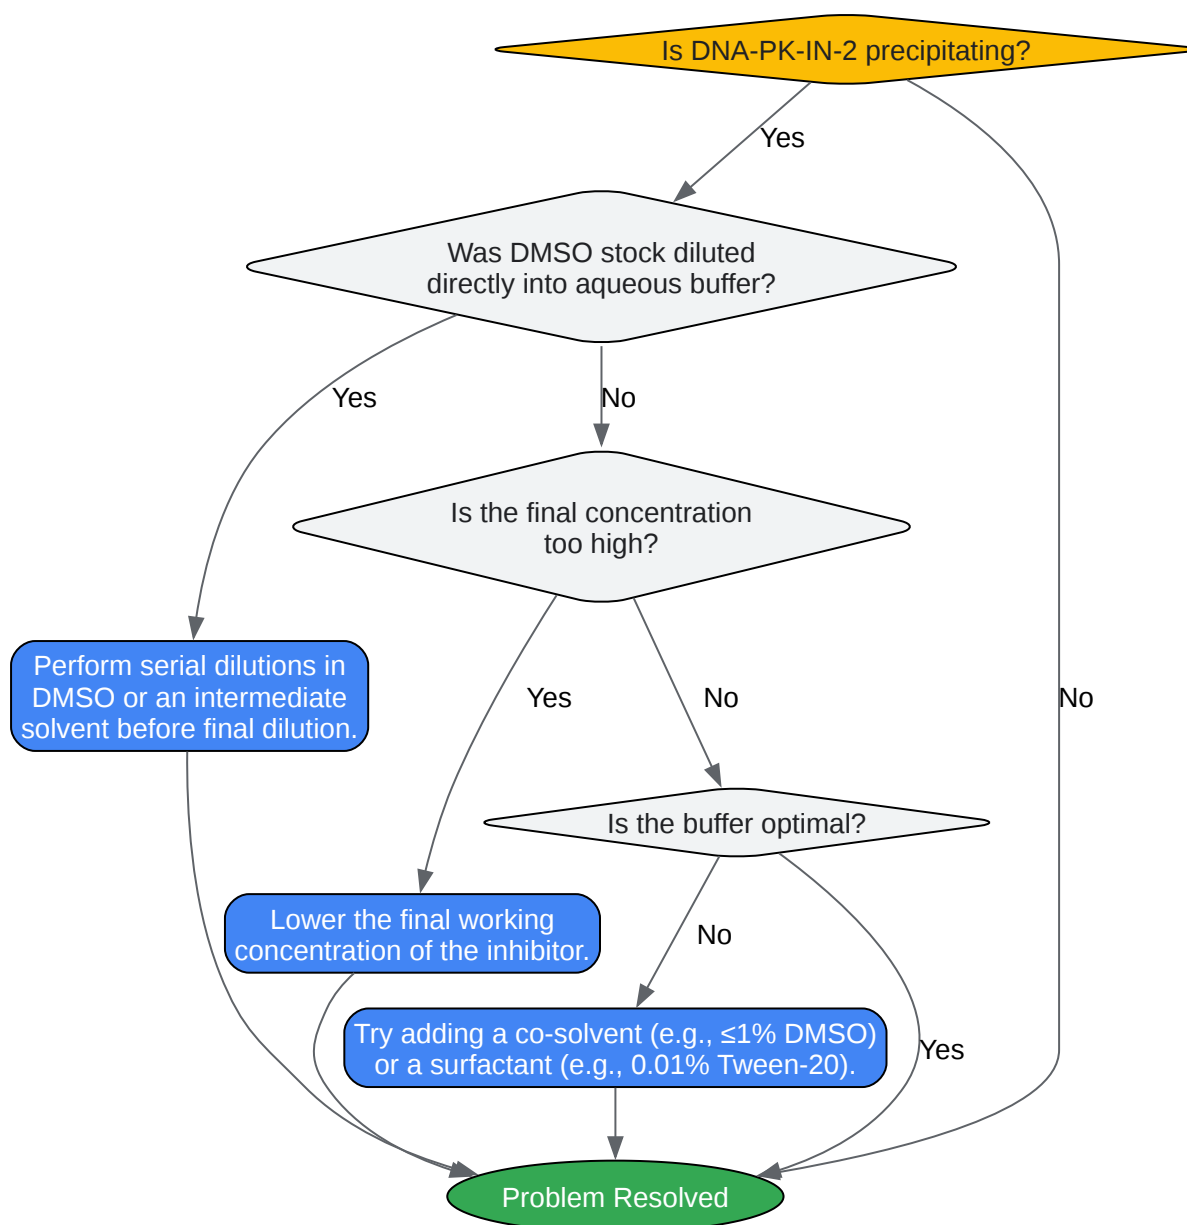 Is DNA-PK-IN-2 precipitating?
Yes
Was DMSO stock diluted
directly into aqueous buffer?
Yes
No
Is the final concentration
too high?
Perform serial dilutions in
DMSO or an intermediate
solvent before final dilution.
Yes
No
No
Is the buffer optimal?
Lower the final working
concentration of the inhibitor.
No
Try adding a co-solvent (e.g., ≤1% DMSO)
or a surfactant (e.g., 0.01% Tween-20).
Yes
Problem Resolved